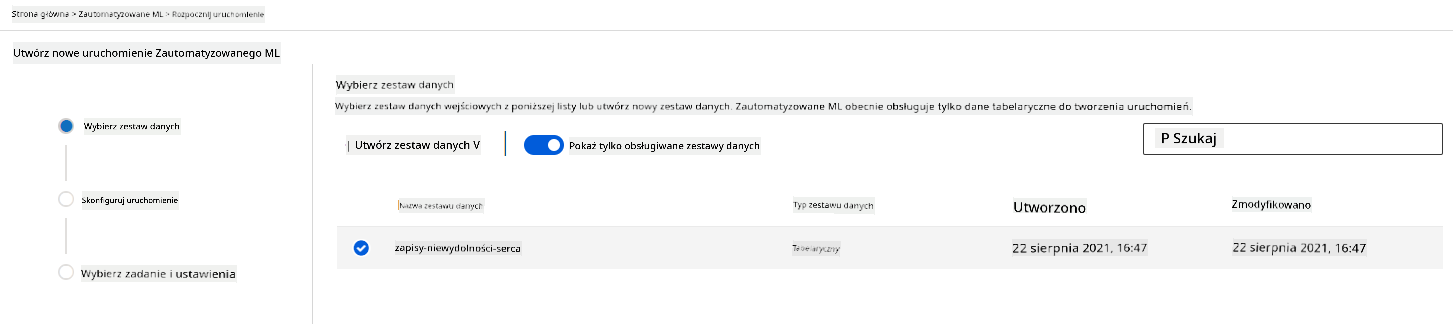 Strona główna > Zautomatyzowane ML > Rozpocznij uruchomienie
Utwórz nowe uruchomienie Zautomatyzowanego ML
Wybierz zestaw danych
Skonfiguruj uruchomienie
Wybierz zadanie i ustawienia
Wybierz zestaw danych
Wybierz zestaw danych wejściowych z poniższej listy lub utwórz nowy zestaw danych. Zautomatyzowane ML obecnie obsługuje tylko dane tabelaryczne do tworzenia uruchomień.
| Utwórz zestaw danych V Pokaż tylko obsługiwane zestawy danych P Szukaj
Nazwa zestawu danych Typ zestawu danych Utworzono Zmodyfikowano
zapisy-niewydolności-serca Tabelaryczny 22 sierpnia 2021, 16:47 22 sierpnia 2021, 16:47